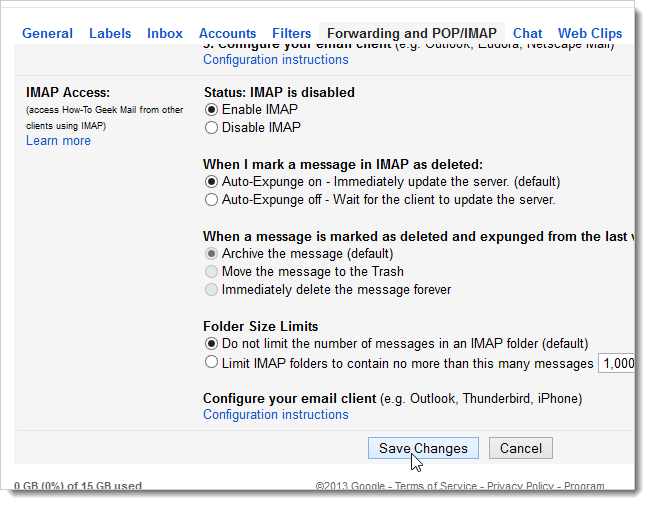 General Labels Inbox Accounts Filters Forwarding and POP/IMAP Chat Web Clips
3. Configure your email client (e.g. Outlook, Eudora, Netscape Mail)
Configuration instructions
IMAP Access:
(access How-To Geek Mail from other
clients using IMAP)
Learn more
Status: IMAP is disabled
Enable IMAP
Disable IMAP
When I mark a message in IMAP as deleted:
Auto-Expunge on - Immediately update the server. (default)
Auto-Expunge off - Wait for the client to update the server.
When a message is marked as deleted and expunged from the last
Archive the message (default)
Move the message to the Trash
Immediately delete the message forever
Folder Size Limits
Do not limit the number of messages in an IMAP folder (default)
Limit IMAP folders to contain no more than this many messages 1,000
Configure your email client (e.g. Outlook, Thunderbird, iPhone)
Configuration instructions
Save Changes Cancel
0 GB (0%) of 15 GB used ©2013 Google - Terms of Service - Privacy Policy - Program